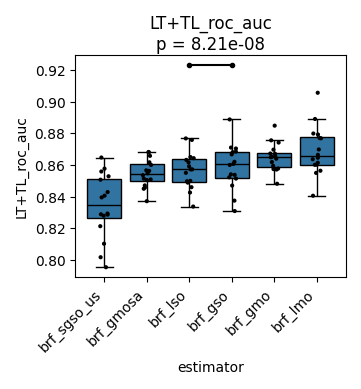 LT+TL_roc_auc
p = 8.21e-08
LT+TL_roc_auc
0.92
0.90
0.88
0.86
0.84
0.82
0.80
brf_sgso_us
brf_gmosa
brf_lso
brf_gso
brf_gmo
brf_lmo
estimator